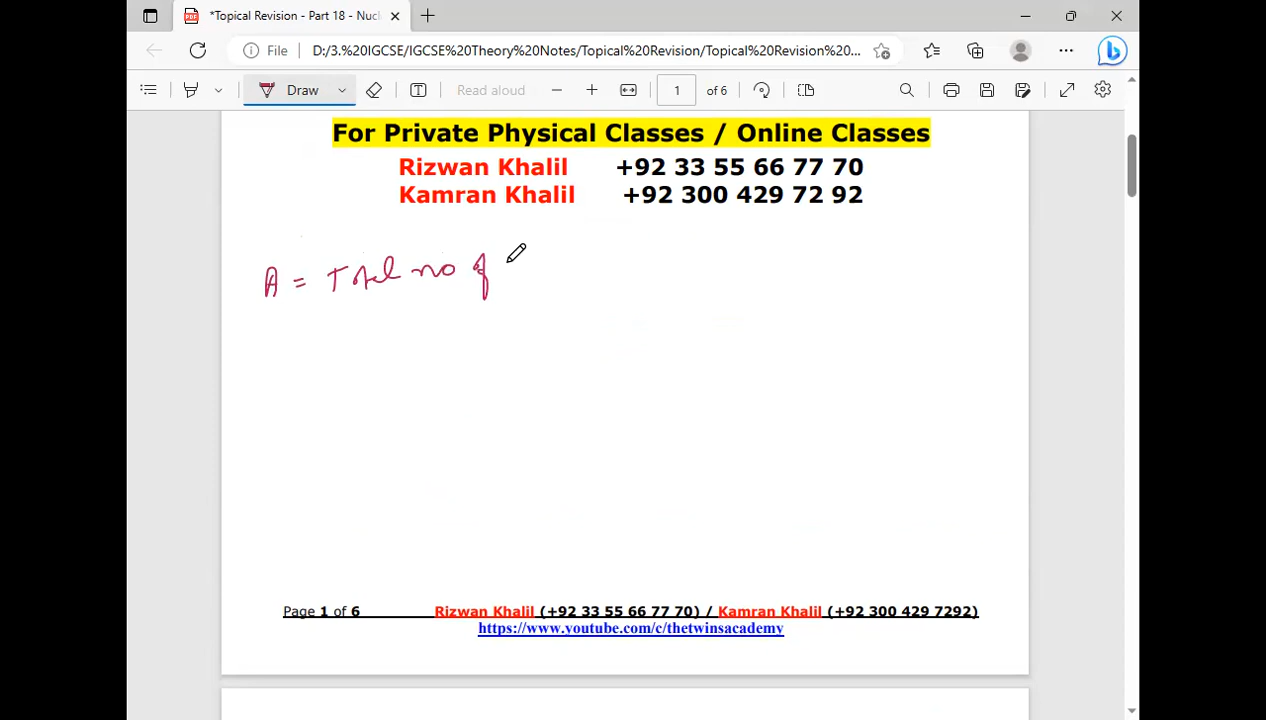 *Topical Revision - Part 18 - Nucl
File D:/3.%20IGCSE/IGCSE%20Theory%20Notes/Topical%20Revision/Topical%20Revision%20...
Draw Read aloud 1 of 6
For Private Physical Classes / Online Classes
Rizwan Khalil +92 33 55 66 77 70
Kamran Khalil +92 300 429 72 92
A = Total no of
Page 1 of 6 Rizwan Khalil (+92 33 55 66 77 70) / Kamran Khalil (+92 300 429 7292)
https://www.youtube.com/c/thetwinsacademy